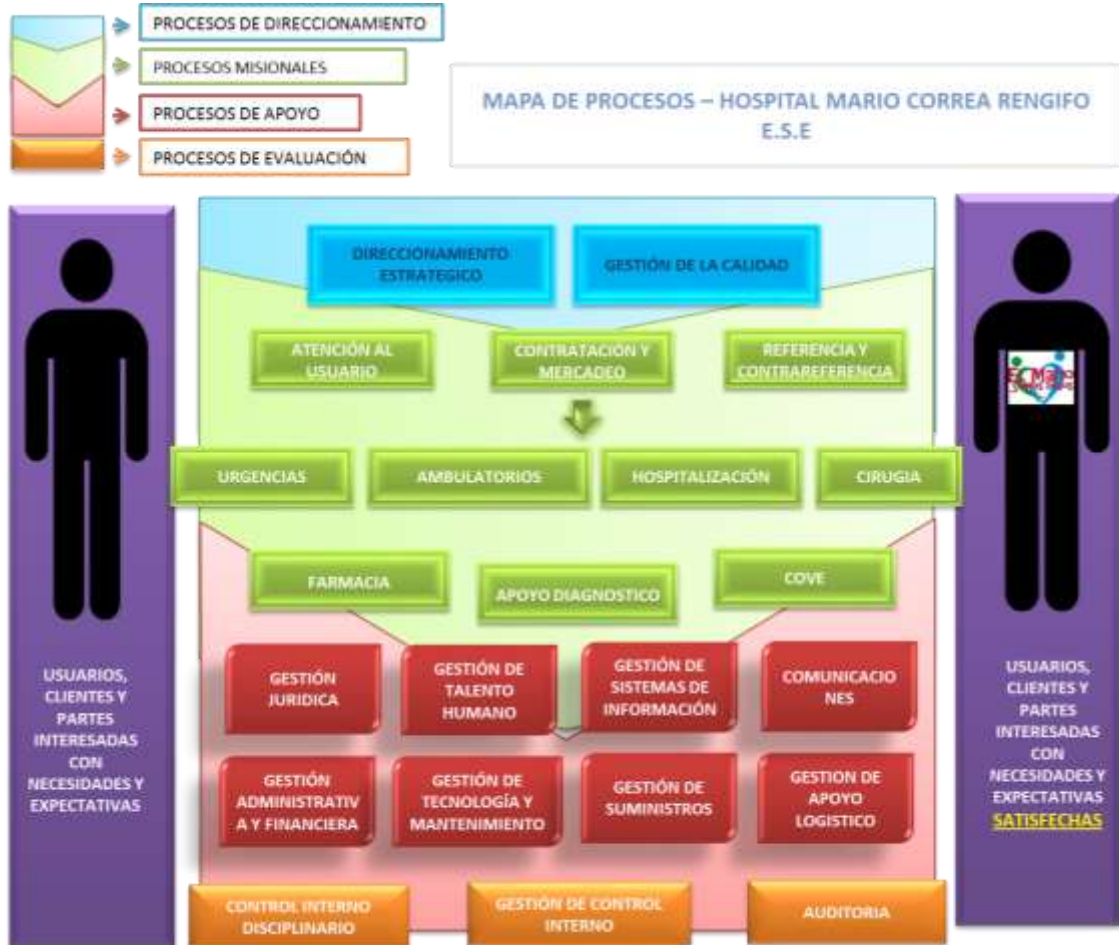 PROCESOS DE DIRECCIONAMIENTO
PROCESOS MISIONALES
PROCESOS DE APOYO
PROCESOS DE EVALUACIÓN
MAPA DE PROCESOS – HOSPITAL MARIO CORREA RENGIFO
E.S.E
DIRECCIONAMIENTO
ESTRATEGICO
GESTIÓN DE LA CALIDAD
ATENCIÓN AL
USUARIO
CONTRATACIÓN Y
MERCADEO
REFERENCIA Y
CONTRAREFERENCIA
URGENCIAS
AMBULATORIOS
HOSPITALIZACIÓN
CIRUGIA
FARMACIA
APOYO DIAGNOSTICO
COVE
GESTIÓN
JURIDICA
GESTIÓN DE
TALENTO
HUMANO
GESTIÓN DE
SISTEMAS DE
INFORMACIÓN
COMUNICACIO
NES
GESTIÓN
ADMINISTRATIV
A Y FINANCIERA
GESTIÓN DE
TECNOLOGÍA Y
MANTENIMIENTO
GESTIÓN DE
SUMINISTROS
GESTION DE
APOYO
LOGISTICO
CONTROL INTERNO
DISCIPLINARIO
GESTIÓN DE CONTROL
INTERNO
AUDITORIA
USUARIOS,
CLIENTES Y
PARTES
INTERESADAS
CON
NECESIDADES Y
EXPECTATIVAS
USUARIOS,
CLIENTES Y
PARTES
INTERESADAS
CON
NECESIDADES Y
EXPECTATIVAS
SATISFECHAS